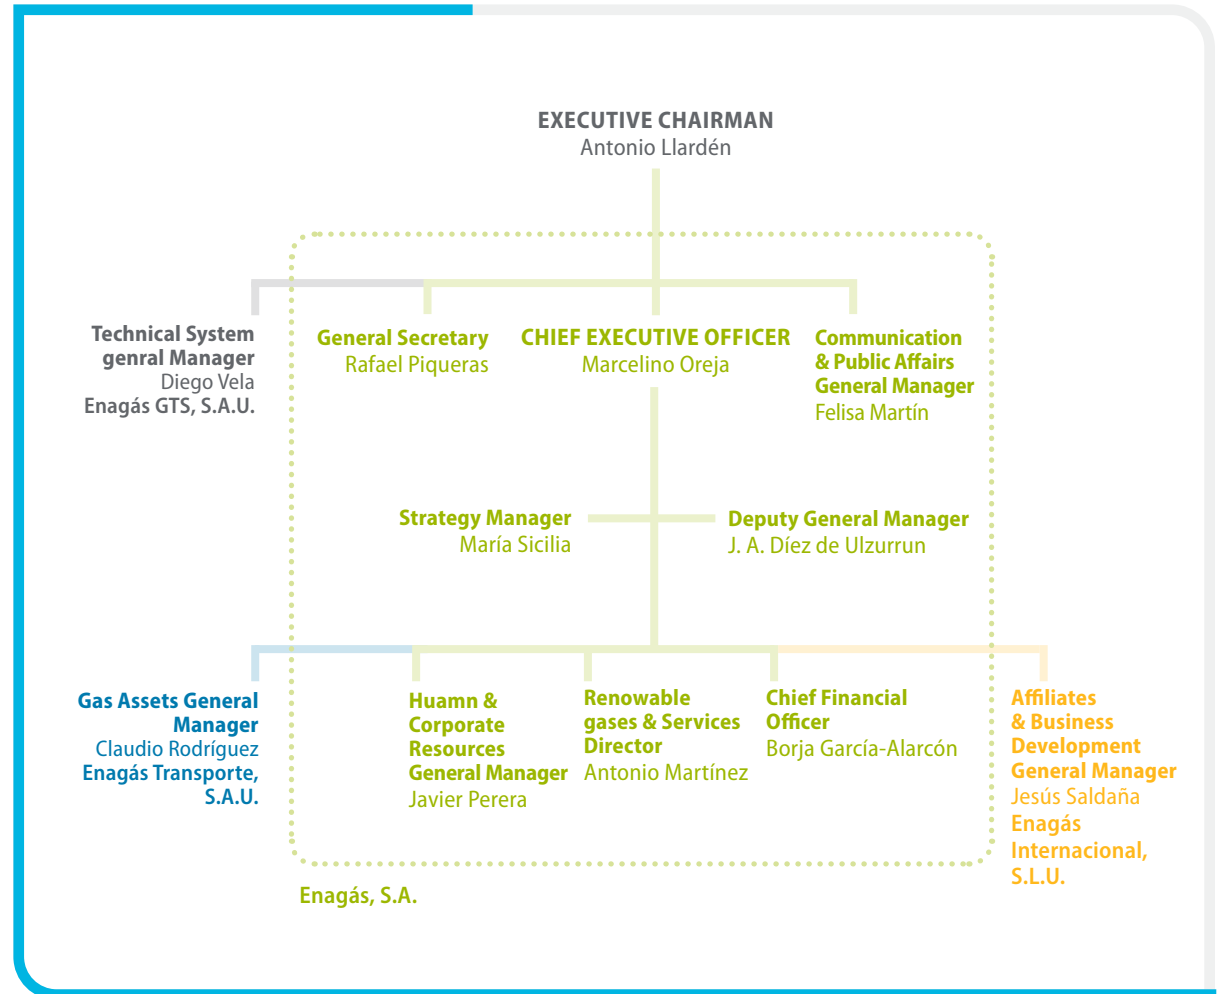 EXECUTIVE CHAIRMAN
Antonio Llardén
Technical System
genral Manager
Diego Vela
Enagás GTS, S.A.U.
General Secretary
Rafael Piqueras
CHIEF EXECUTIVE OFFICER
Marcelino Oreja
Communication
& Public Affairs
General Manager
Felisa Martín
Strategy Manager
María Sicilia
Deputy General Manager
J. A. Díez de Ulzurrun
Gas Assets General
Manager
Claudio Rodríguez
Enagás Transporte,
S.A.U.
Huamn &
Corporate
Resources
General Manager
Javier Perera
Renowable
gases & Services
Director
Antonio Martínez
Chief Financial
Officer
Borja García-Alarcón
Affiliates
& Business
Development
General Manager
Jesús Saldaña
Enagás
Internacional,
S.L.U.
Enagás, S.A.